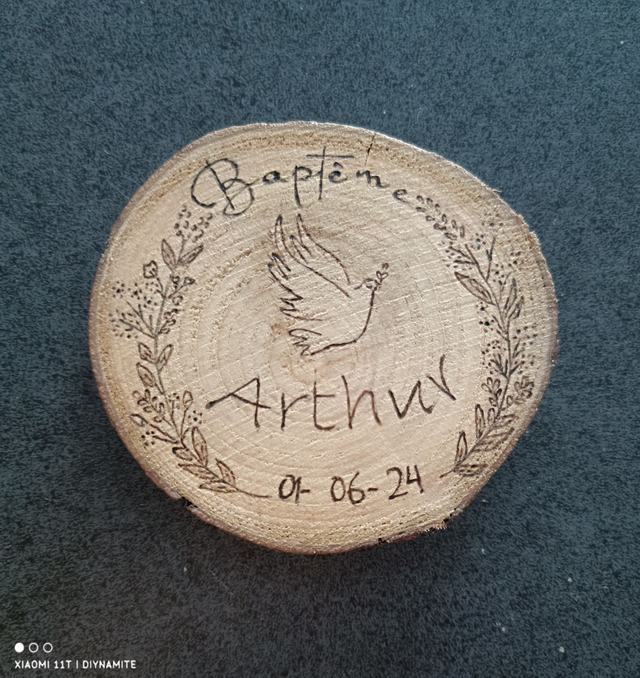 Baptême
Arthur
01-06-24
XIAOMI 11T | DIYNAMITE